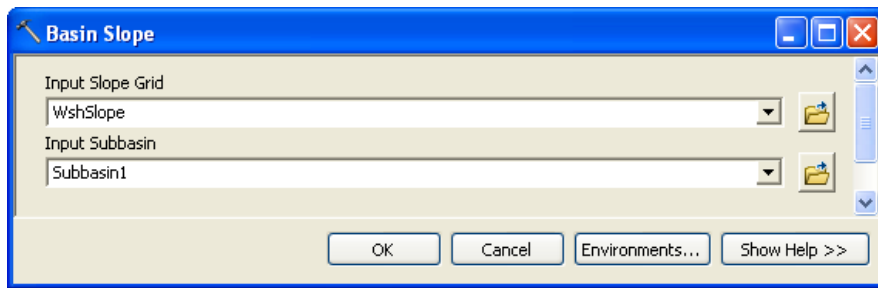 Basin Slope
Input Slope Grid
WshSlope
Input Subbasin
Subbasin1
OK Cancel Environments... Show Help >>